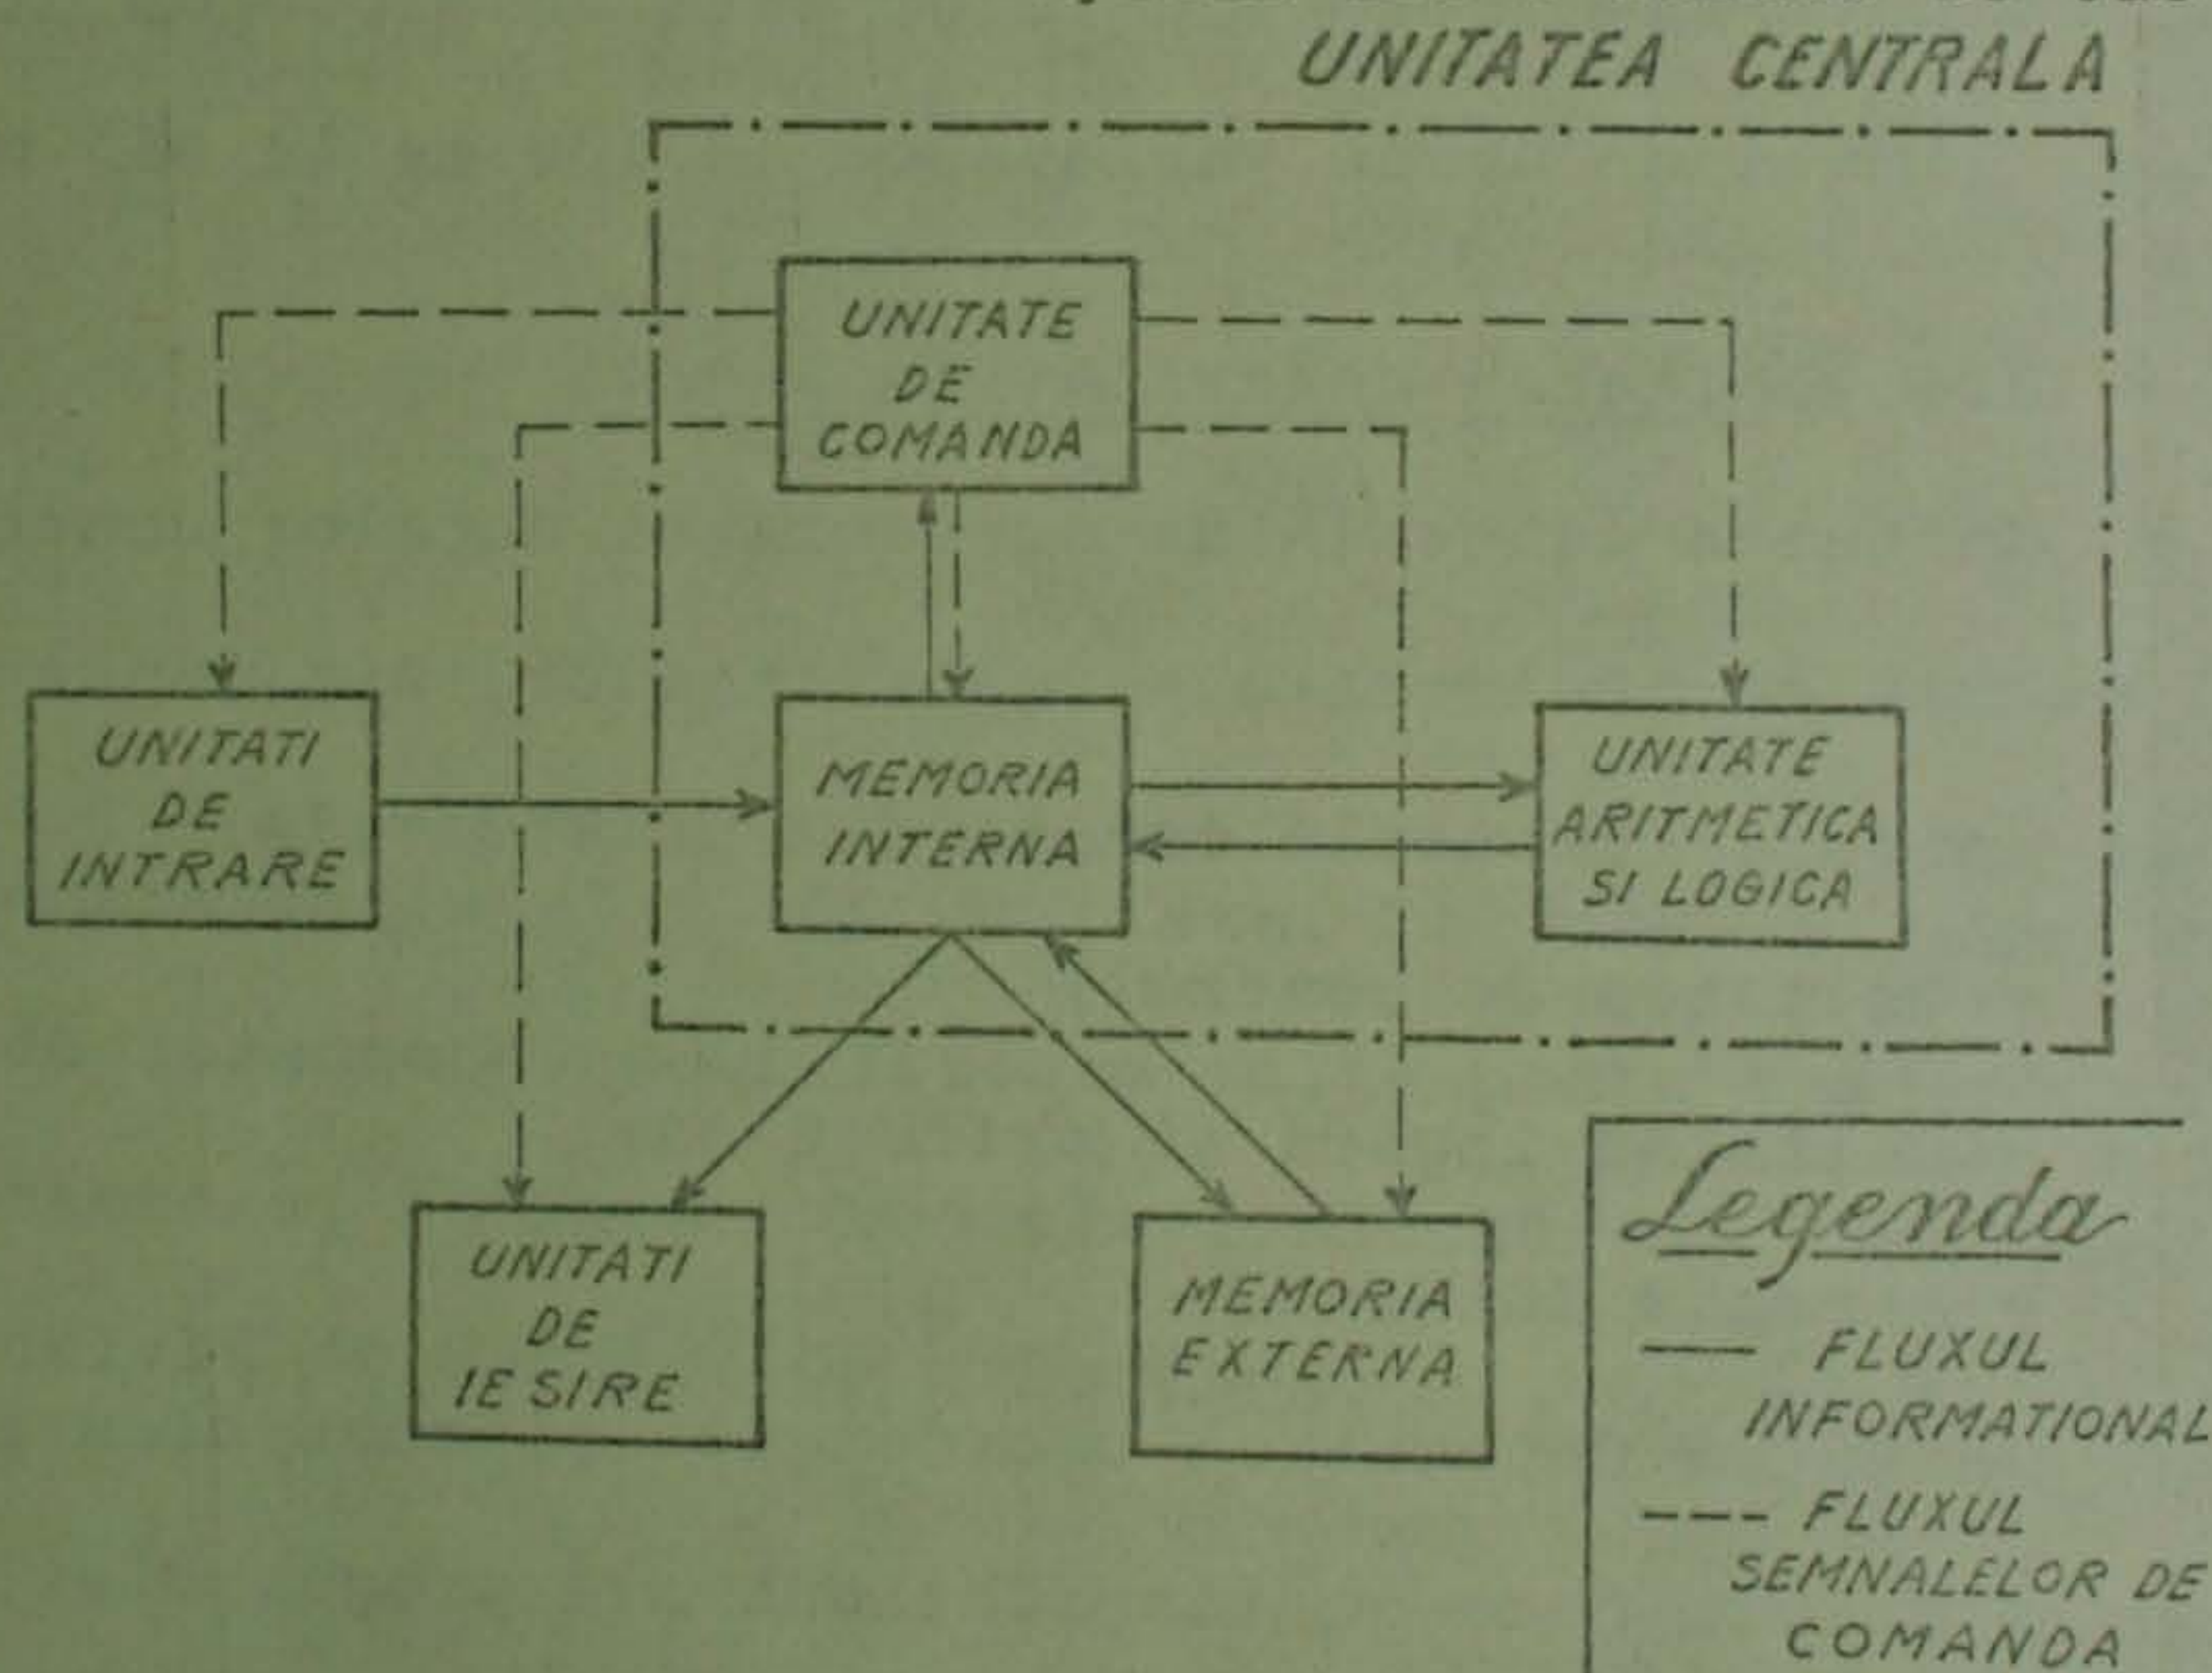 UNITATEA CENTRALA
UNITATE
DE
COMANDA
UNITATI
DE
INTRARE
MEMORIA
INTERNA
UNITATE
ARITMETICA
SI LOGICA
UNITATI
DE
IESIRE
MEMORIA
EXTERNA
Legenda
FLUXUL
INFORMATIONAL
FLUXUL
SEMNALELOR DE
COMANDA